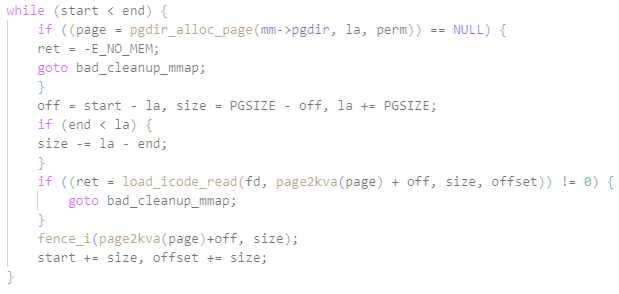 while (start < end) {
    if ((page = pgdir_alloc_page(mm->pgdir, la, perm)) == NULL) {
    ret = -E_NO_MEM;
    goto bad_cleanup_mmap;
    }
    off = start - la, size = PGSIZE - off, la += PGSIZE;
    if (end < la) {
    size -= la - end;
    }
    if ((ret = load_icode_read(fd, page2kva(page) + off, size, offset)) != 0) {
        goto bad_cleanup_mmap;
    }
    fence_i(page2kva(page)+off, size);
    start += size, offset += size;
}